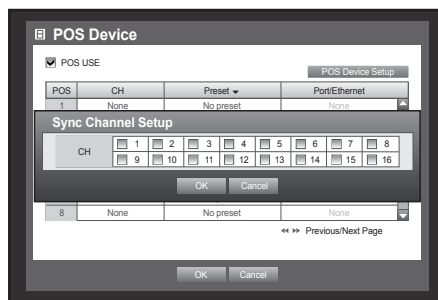 POS Device
POS USE
POS Device Setup
POS CH Preset Port/Ethernet
1 None No preset None
Sync Channel Setup
CH 1 2 3 4 5 6 7 8
9 10 11 12 13 14 15 16
OK Cancel
8 None No preset None
Previous/Next Page
OK Cancel